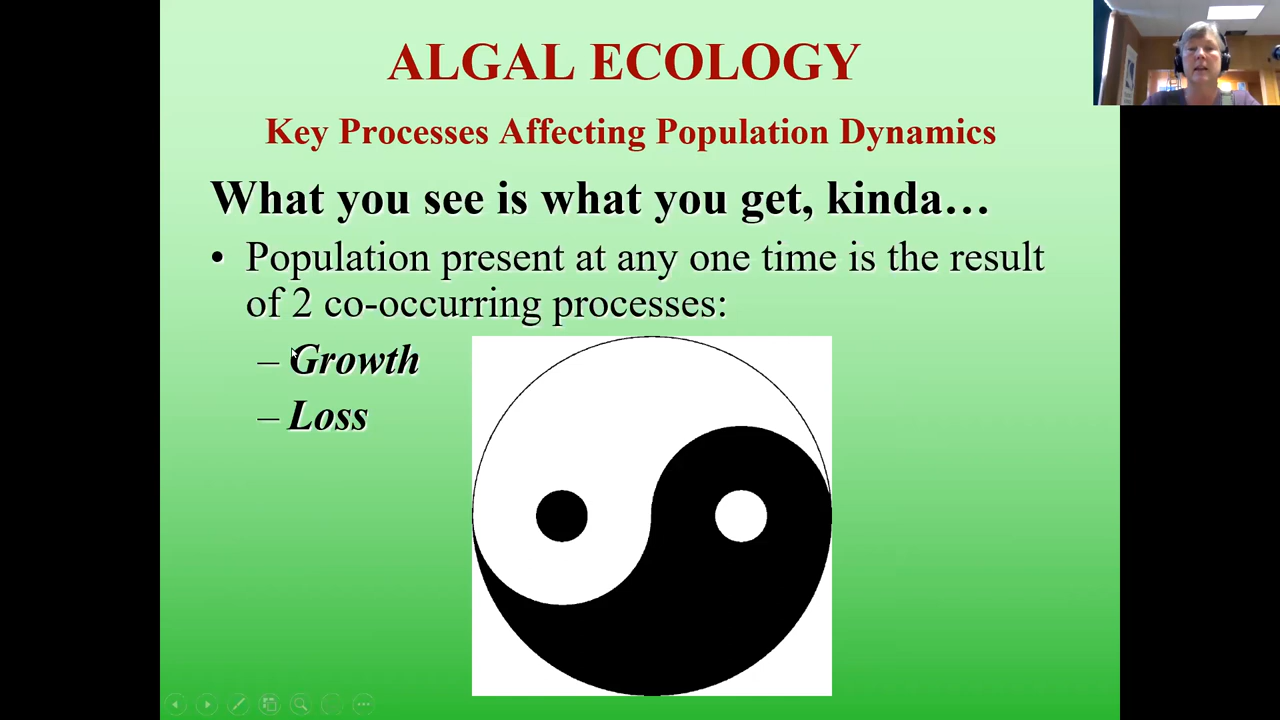 ALGAL ECOLOGY
Key Processes Affecting Population Dynamics
What you see is what you get, kinda…
• Population present at any one time is the result
of 2 co-occurring processes:
– Growth
– Loss